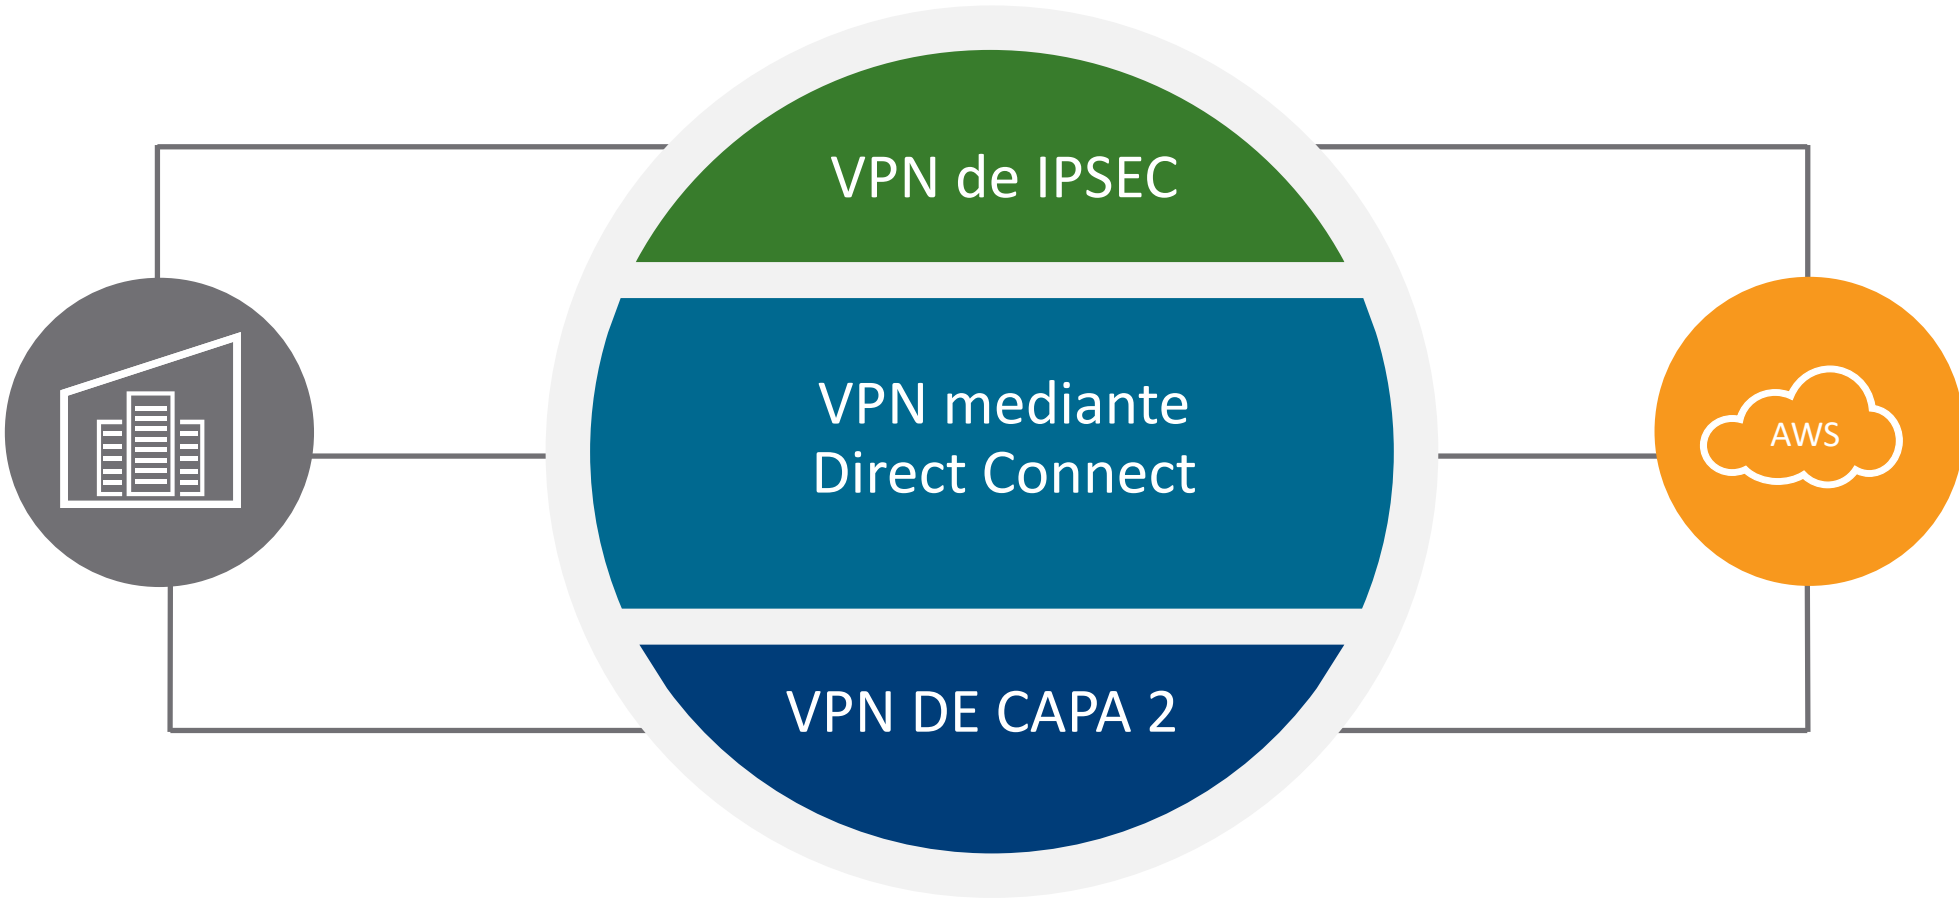 VPN de IPSEC
VPN mediante
Direct Connect
AWS
VPN DE CAPA 2